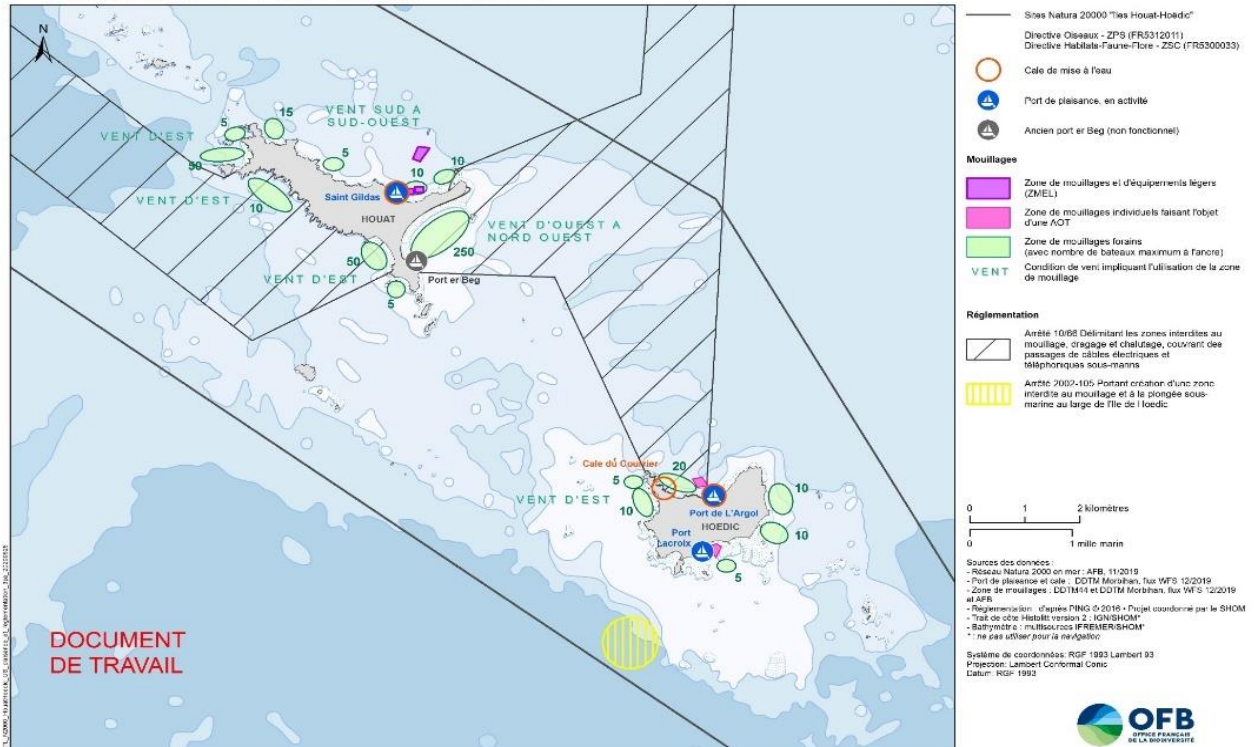 N
VENT SUD A
SUD-OUEST
15
5
VENT D'EST
50
5
10
10
VENT D'EST
10
Saint Gildas
HOUAT
VENT D'OUEST A
NORD OUEST
250
50
VENT D'EST
Port er Beg
5
Cale du Courrier
20
5
VENT D'EST
10
10
Port de L'Argol
HOEDIC
Port
Lacroix
10
5
DOCUMENT
DE TRAVAIL
Sites Natura 20000 "Iles Houat-Hoëdic"
Directive Oiseaux - ZPS (FR5312011)
Directive Habitats-Faune-Flore - ZSC (FR5300033)
Cale de mise à l'eau
Port de plaisance, en activité
Ancien port er Beg (non fonctionnel)
Mouillages
Zone de mouillages et d'équipements légers
(ZMEL)
Zone de mouillages individuels faisant l'objet
d'une AOT
Zone de mouillages forains
(avec nombre de bateaux maximum à l'ancre)
VENT
Condition de vent impliquant l'utilisation de la zone
de mouillage
Réglementation
Arrêté 10/66 Délimitant les zones interdites au
mouillage, dragage et chalutage, couvrant des
passages de câbles électriques et
téléphoniques sous-marins
Arrêté 2002-105 Portant création d'une zone
interdite au mouillage et à la plongée sous-
marine au large de l'Ile de Hoedic
0 1 2 kilomètres
0 1 mille marin
Sources des données :
- Réseau Natura 2000 en mer : AFB, 11/2019
- Port de plaisance et cale : DDTM Morbihan, flux WFS 12/2019
- Zone de mouillages : DDTM44 et DDTM Morbihan, flux WFS 12/2019
et AFB
- Réglementation : d'après PING © 2016 - Projet coordonné par le SHOM
- Trait de côte Histolitt version 2 : IGN/SHOM*
- Bathymétrie : multisources IFREMER/SHOM*
* : ne pas utiliser pour la navigation
Système de coordonnées: RGF 1993 Lambert 93
Projection: Lambert Conformal Conic
Datum: RGF 1993
OFB
OFFICE FRANÇAIS
DE LA BIODIVERSITÉ